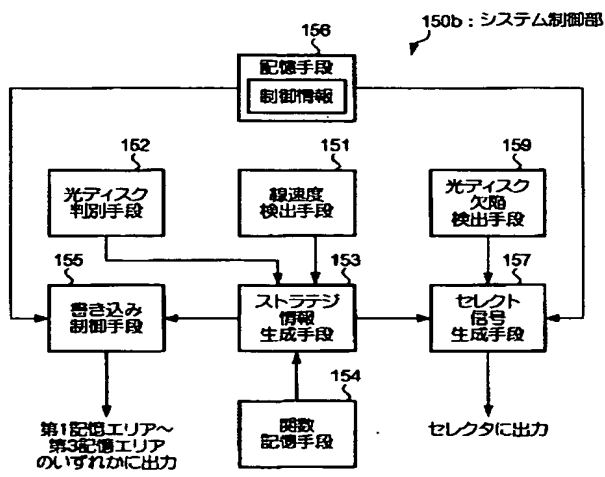 150b：システム制御部
156
記憶手段
制御情報
152
光ディスク
判別手段
151
線速度
検出手段
159
光ディスク
欠陥
検出手段
155
書き込み
制御手段
153
ストラテジ
情報
生成手段
157
セレクト
信号
生成手段
154
関数
記憶手段
第1記憶エリア～
第3記憶エリア
のいずれかに出力
セレクタに出力